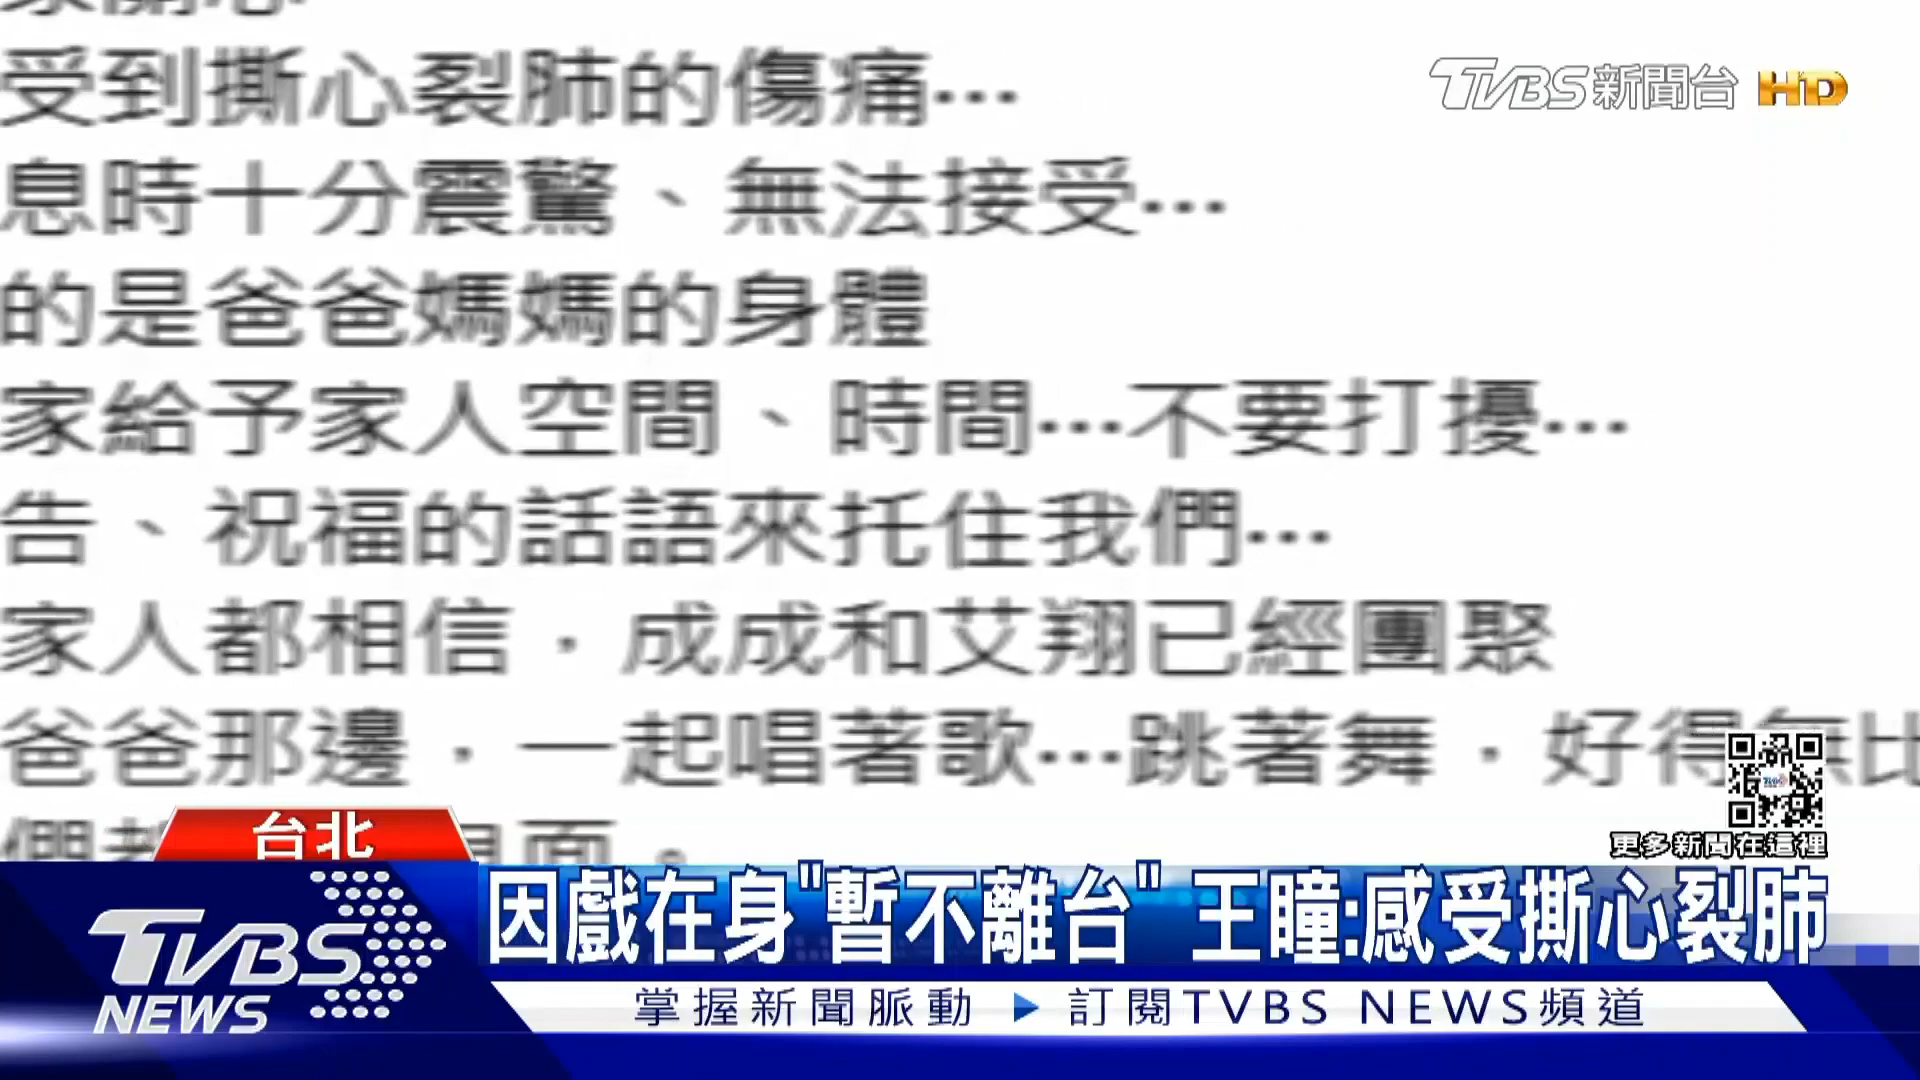 家關心
受到撕心裂肺的傷痛…
息時十分震驚、無法接受…
的是爸爸媽媽的身體
家給予家人空間、時間…不要打擾…
告、祝福的話語來托住我們…
家人都相信，成成和艾翔已經團聚
爸爸那邊，一起唱著歌…跳著舞，好得無比
們 面。
TVBS新聞台 HD
更多新聞在這裡
台北
因戲在身"暫不離台" 王瞳:感受撕心裂肺
TVBS NEWS
掌握新聞脈動 ▶ 訂閱TVBS NEWS頻道